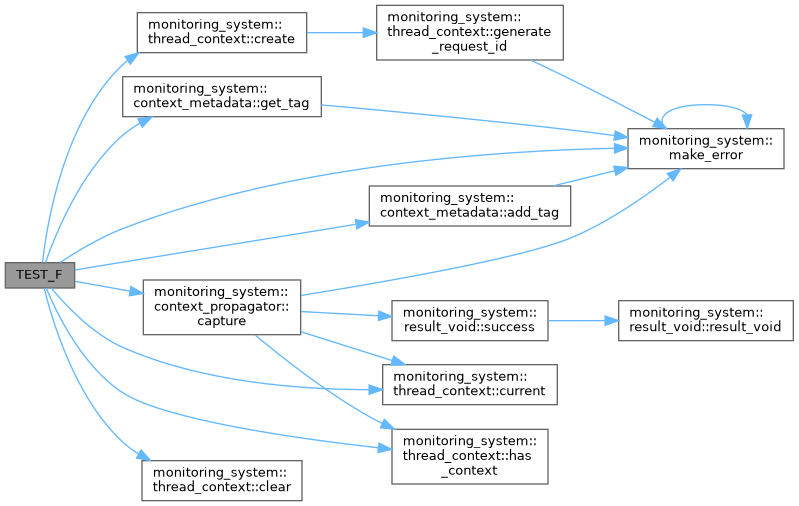 monitoring_system::
thread_context::create
monitoring_system::
thread_context::generate
_request_id
monitoring_system::
context_metadata::get_tag
monitoring_system::
make_error
monitoring_system::
context_metadata::add_tag
TEST_F
monitoring_system::
context_propagator::
capture
monitoring_system::
result_void::success
monitoring_system::
result_void::result_void
monitoring_system::
thread_context::current
monitoring_system::
thread_context::has
_context
monitoring_system::
thread_context::clear